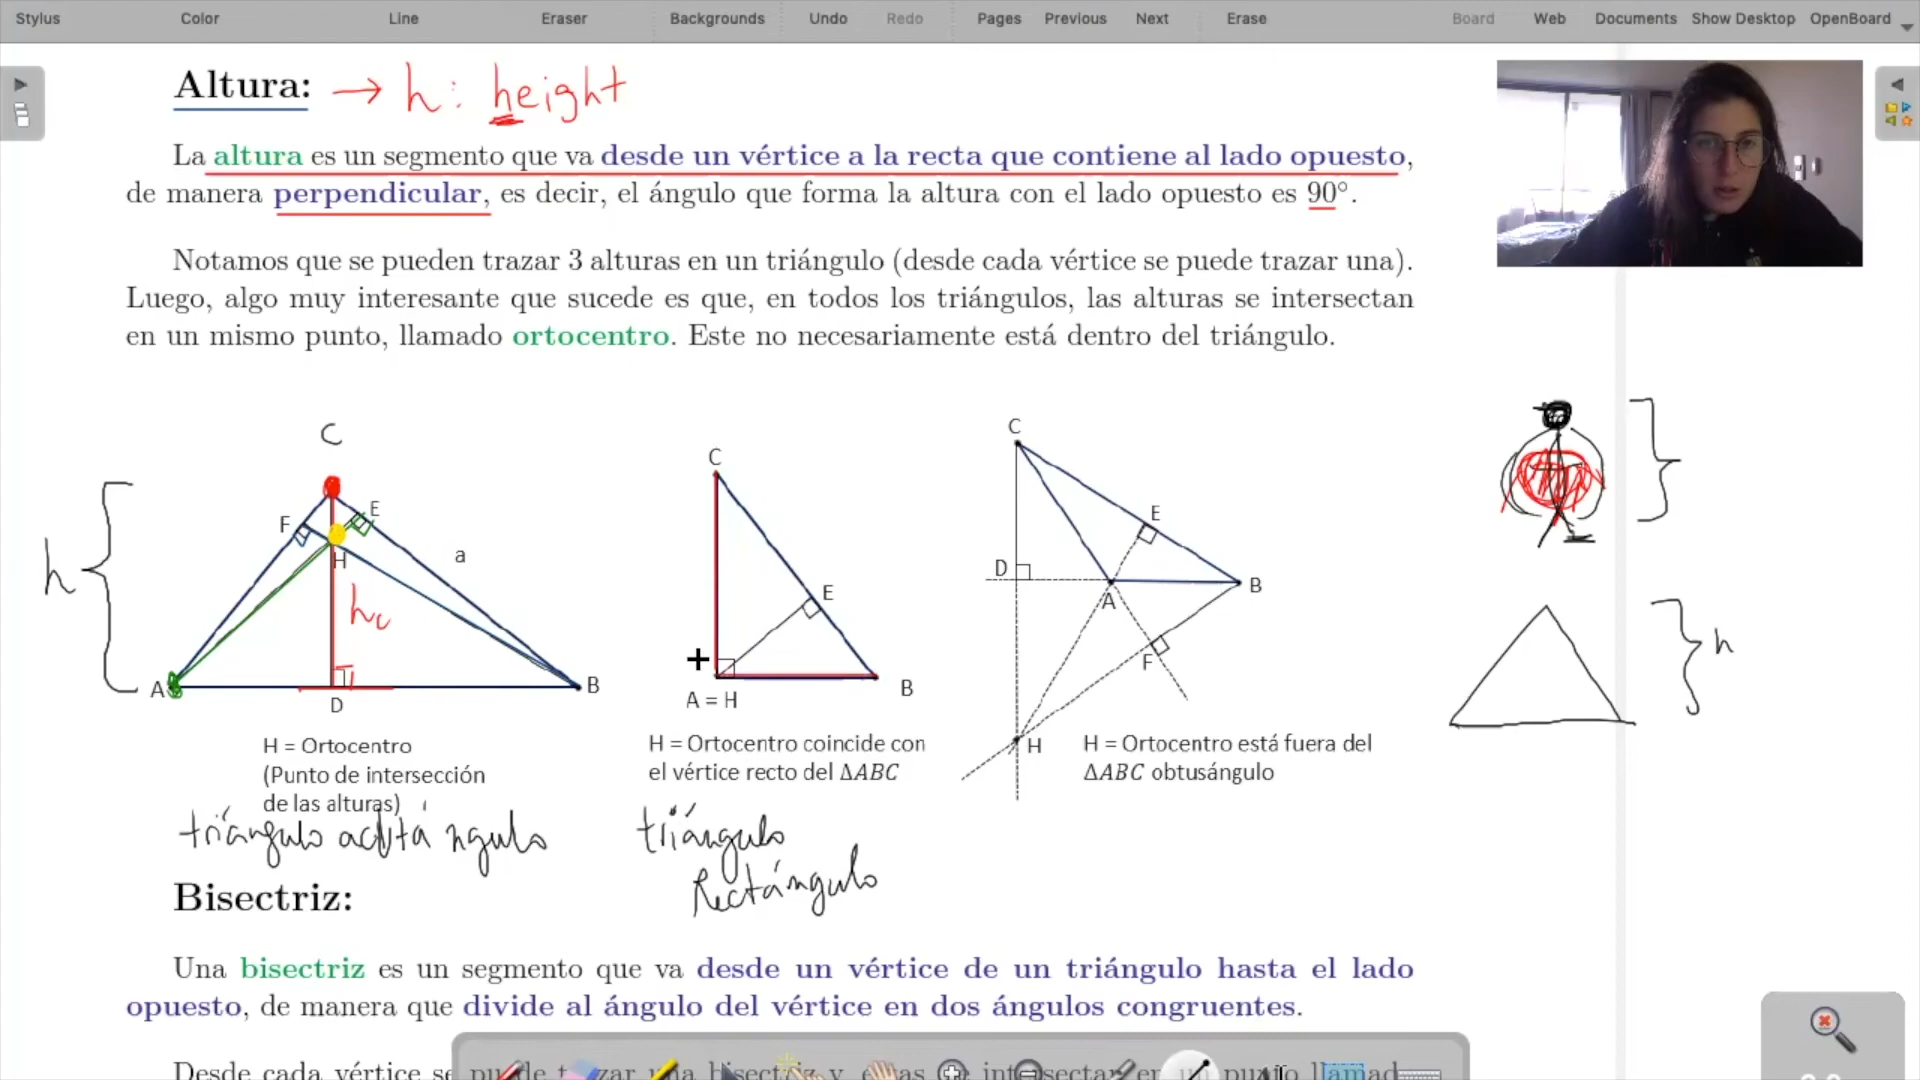 Stylus Color Line Eraser Backgrounds Undo Redo Pages Previous Next Erase Board Web Documents Show Desktop OpenBoard
Altura: → h: height
La altura es un segmento que va desde un vértice a la recta que contiene al lado opuesto,
de manera perpendicular, es decir, el ángulo que forma la altura con el lado opuesto es 90°.
Notamos que se pueden trazar 3 alturas en un triángulo (desde cada vértice se puede trazar una).
Luego, algo muy interesante que sucede es que, en todos los triángulos, las alturas se intersectan
en un mismo punto, llamado ortocentro. Este no necesariamente está dentro del triángulo.
C
F
E
a
H
h
hc
A
B
D
H = Ortocentro
(Punto de intersección
de las alturas)
triángulo acutángulo
C
E
A = H
B
H = Ortocentro coincide con
el vértice recto del ΔABC
triángulo
Rectángulo
C
E
D
A
B
F
H
H = Ortocentro está fuera del
ΔABC obtusángulo
h
Bisectriz:
Una bisectriz es un segmento que va desde un vértice de un triángulo hasta el lado
opuesto, de manera que divide al ángulo del vértice en dos ángulos congruentes.
Desde cada vértice se